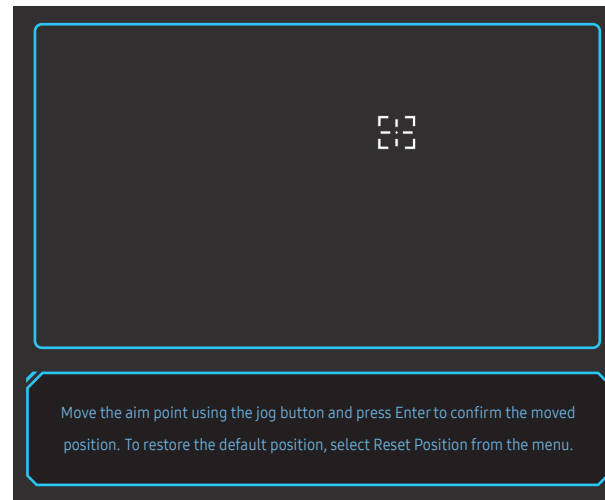 Move the aim point using the jog button and press Enter to confirm the moved
position. To restore the default position, select Reset Position from the menu.